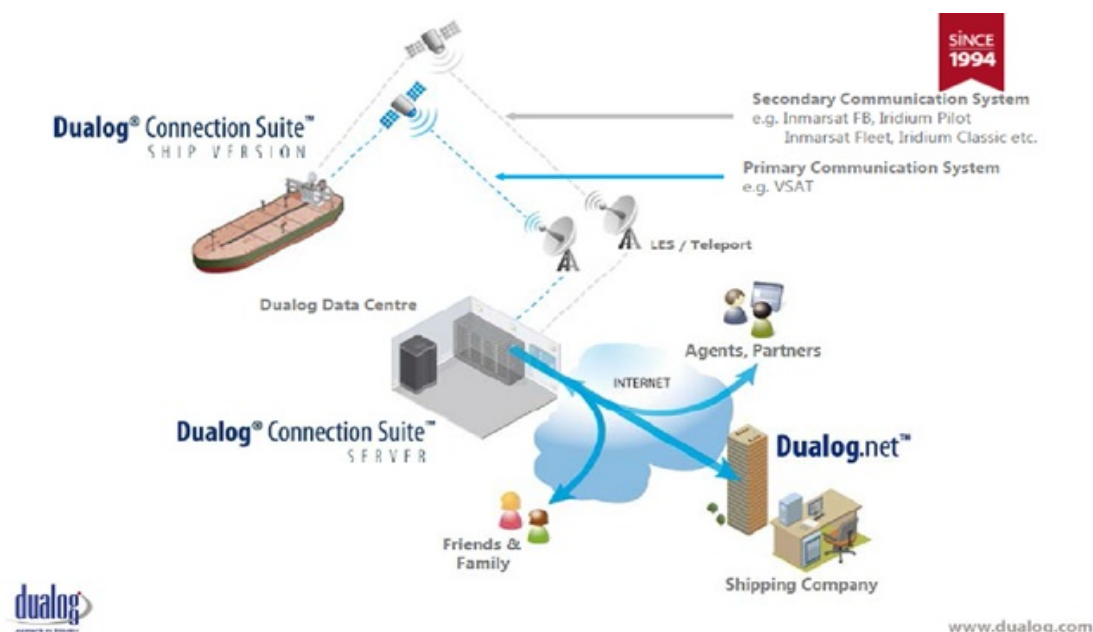 SİNCE
1994
Dualog® Connection Suite™
SHIP VERSION
Secondary Communication System
e.g. Inmarsat FB, Iridium Pilot
Inmarsat Fleet, Iridium Classic etc.
Primary Communication System
e.g. VSAT
LES / Teleport
Dualog Data Centre
Agents, Partners
INTERNET
Dualog® Connection Suite™
SERVER
Dualog.net™
Friends &
Family
Shipping Company
dualog
www.dualog.com